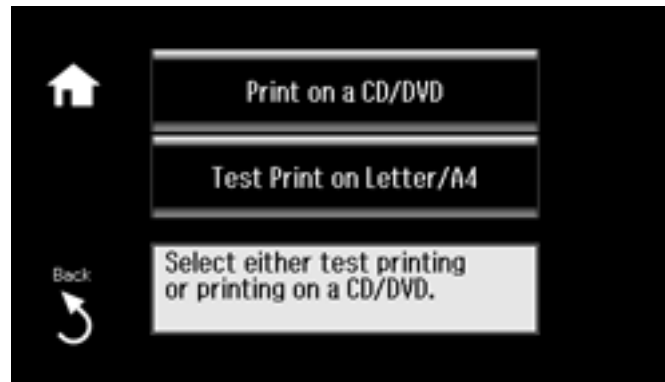 Print on a CD/DVD
Test Print on Letter/A4
Back
Select either test printing
or printing on a CD/DVD.